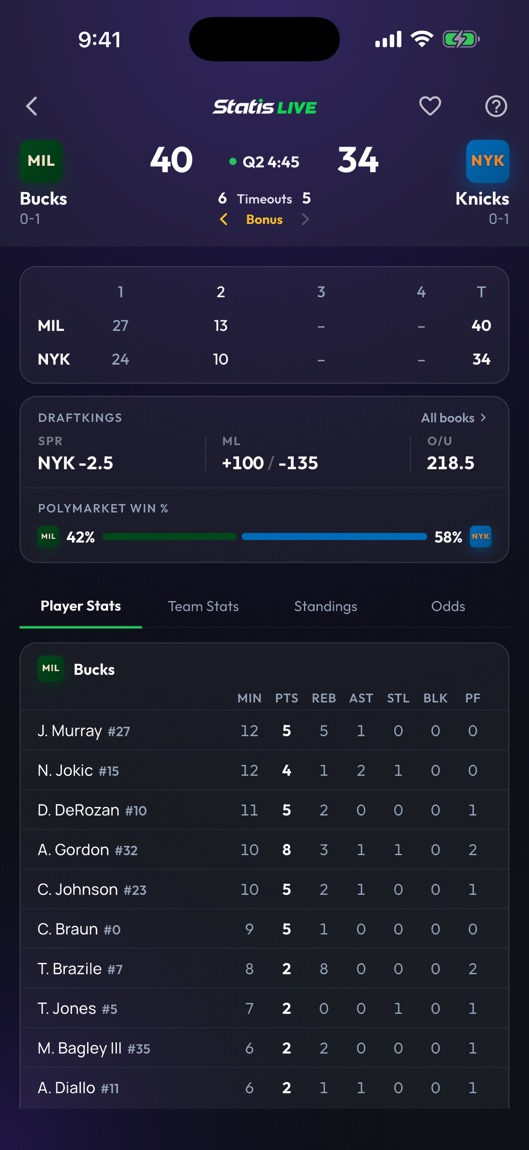 9:41
Statis LIVE
MIL 40 Q2 4:45 34 NYK
Bucks 6 Timeouts 5 Knicks
0-1 Bonus 0-1
1 2 3 4 T
MIL 27 13 – – 40
NYK 24 10 – – 34
DRAFTKINGS All books
SPR ML O/U
NYK -2.5 +100 / -135 218.5
POLYMARKET WIN %
MIL 42% 58% NYK
Player Stats Team Stats Standings Odds
MIL Bucks
MIN PTS REB AST STL BLK PF
J. Murray #27 12 5 5 1 0 0 0
N. Jokic #15 12 4 1 2 1 0 0
D. DeRozan #10 11 5 2 0 0 0 1
A. Gordon #32 10 8 3 1 1 0 2
C. Johnson #23 10 5 2 1 0 0 1
C. Braun #0 9 5 1 0 0 0 0
T. Brazile #7 8 2 8 0 0 0 2
T. Jones #5 7 2 0 0 1 0 1
M. Bagley III #35 6 2 2 0 0 0 1
A. Diallo #11 6 2 1 1 0 0 1